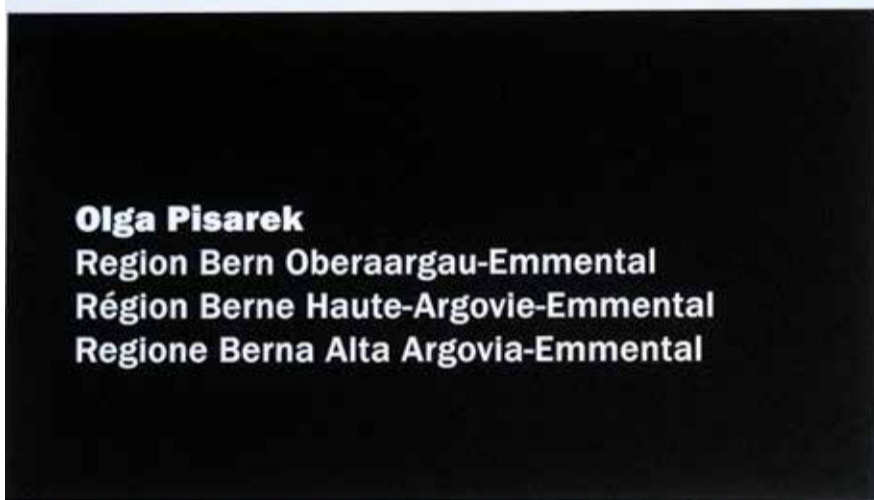 Olga Pisarek
Region Bern Oberaargau-Emmental
Région Berne Haute-Argovie-Emmental
Regione Berna Alta Argovia-Emmental